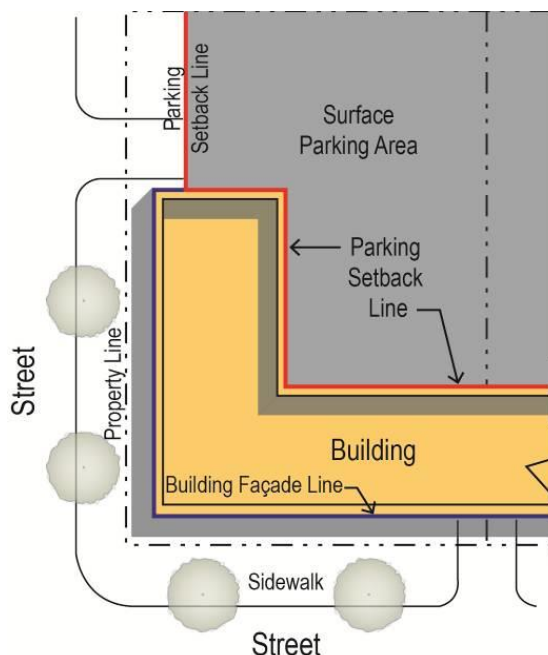 Parking
Setback Line
Surface
Parking Area
Parking
Setback
Line
Street
Property Line
Building
Building Façade Line
Sidewalk
Street